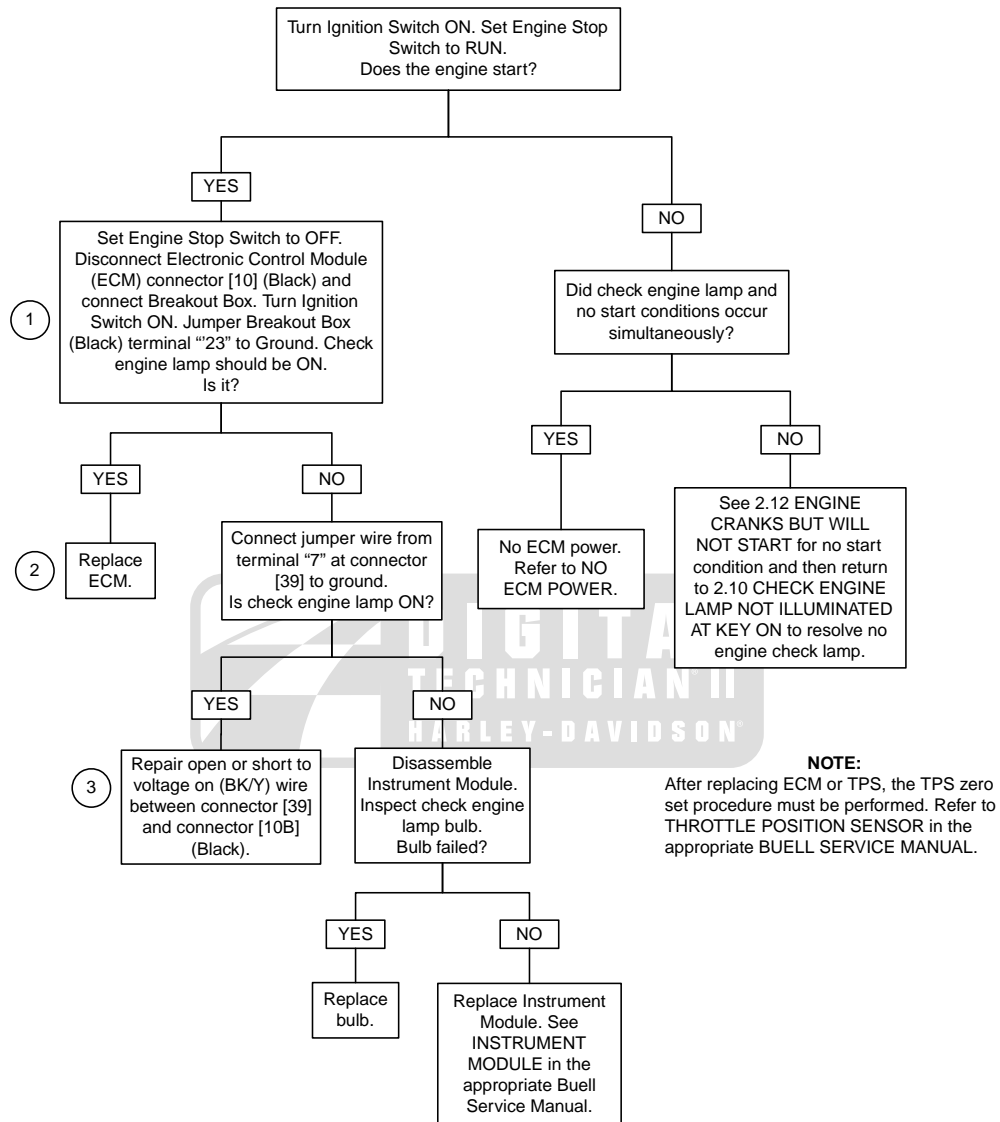 Turn Ignition Switch ON. Set Engine Stop
Switch to RUN.
Does the engine start?
YES
NO
1
Set Engine Stop Switch to OFF.
Disconnect Electronic Control Module
(ECM) connector [10] (Black) and
connect Breakout Box. Turn Ignition
Switch ON. Jumper Breakout Box
(Black) terminal “’23” to Ground. Check
engine lamp should be ON.
Is it?
Did check engine lamp and
no start conditions occur
simultaneously?
YES
NO
YES
NO
2
Replace
ECM.
Connect jumper wire from
terminal “7” at connector
[39] to ground.
Is check engine lamp ON?
No ECM power.
Refer to NO
ECM POWER.
See 2.12 ENGINE
CRANKS BUT WILL
NOT START for no start
condition and then return
to 2.10 CHECK ENGINE
LAMP NOT ILLUMINATED
AT KEY ON to resolve no
engine check lamp.
DIGITA
TECHNICIAN II
HARLEY-DAVIDSON®
YES
NO
3
Repair open or short to
voltage on (BK/Y) wire
between connector [39]
and connector [10B]
(Black).
Disassemble
Instrument Module.
Inspect check engine
lamp bulb.
Bulb failed?
NOTE:
After replacing ECM or TPS, the TPS zero
set procedure must be performed. Refer to
THROTTLE POSITION SENSOR in the
appropriate BUELL SERVICE MANUAL.
YES
NO
Replace
bulb.
Replace Instrument
Module. See
INSTRUMENT
MODULE in the
appropriate Buell
Service Manual.